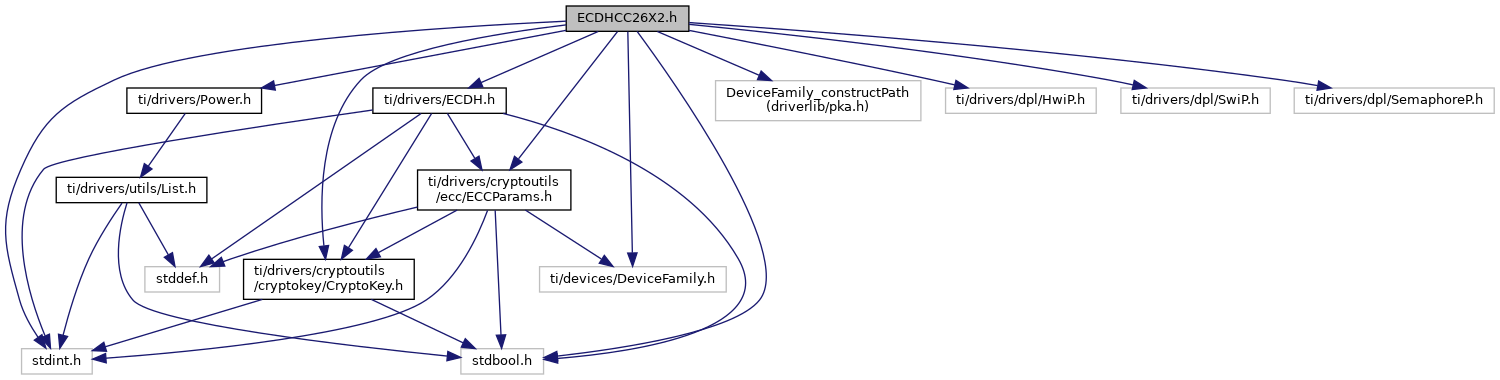 ECDHCC26X2.h
ti/drivers/Power.h
ti/drivers/ECDH.h
DeviceFamily_constructPath
(driverlib/pka.h)
ti/drivers/dpl/HwiP.h
ti/drivers/dpl/SwiP.h
ti/drivers/dpl/SemaphoreP.h
ti/drivers/utils/List.h
ti/drivers/cryptoutils
/ecc/ECCParams.h
stddef.h
ti/drivers/cryptoutils
/cryptokey/CryptoKey.h
ti/devices/DeviceFamily.h
stdint.h
stdbool.h